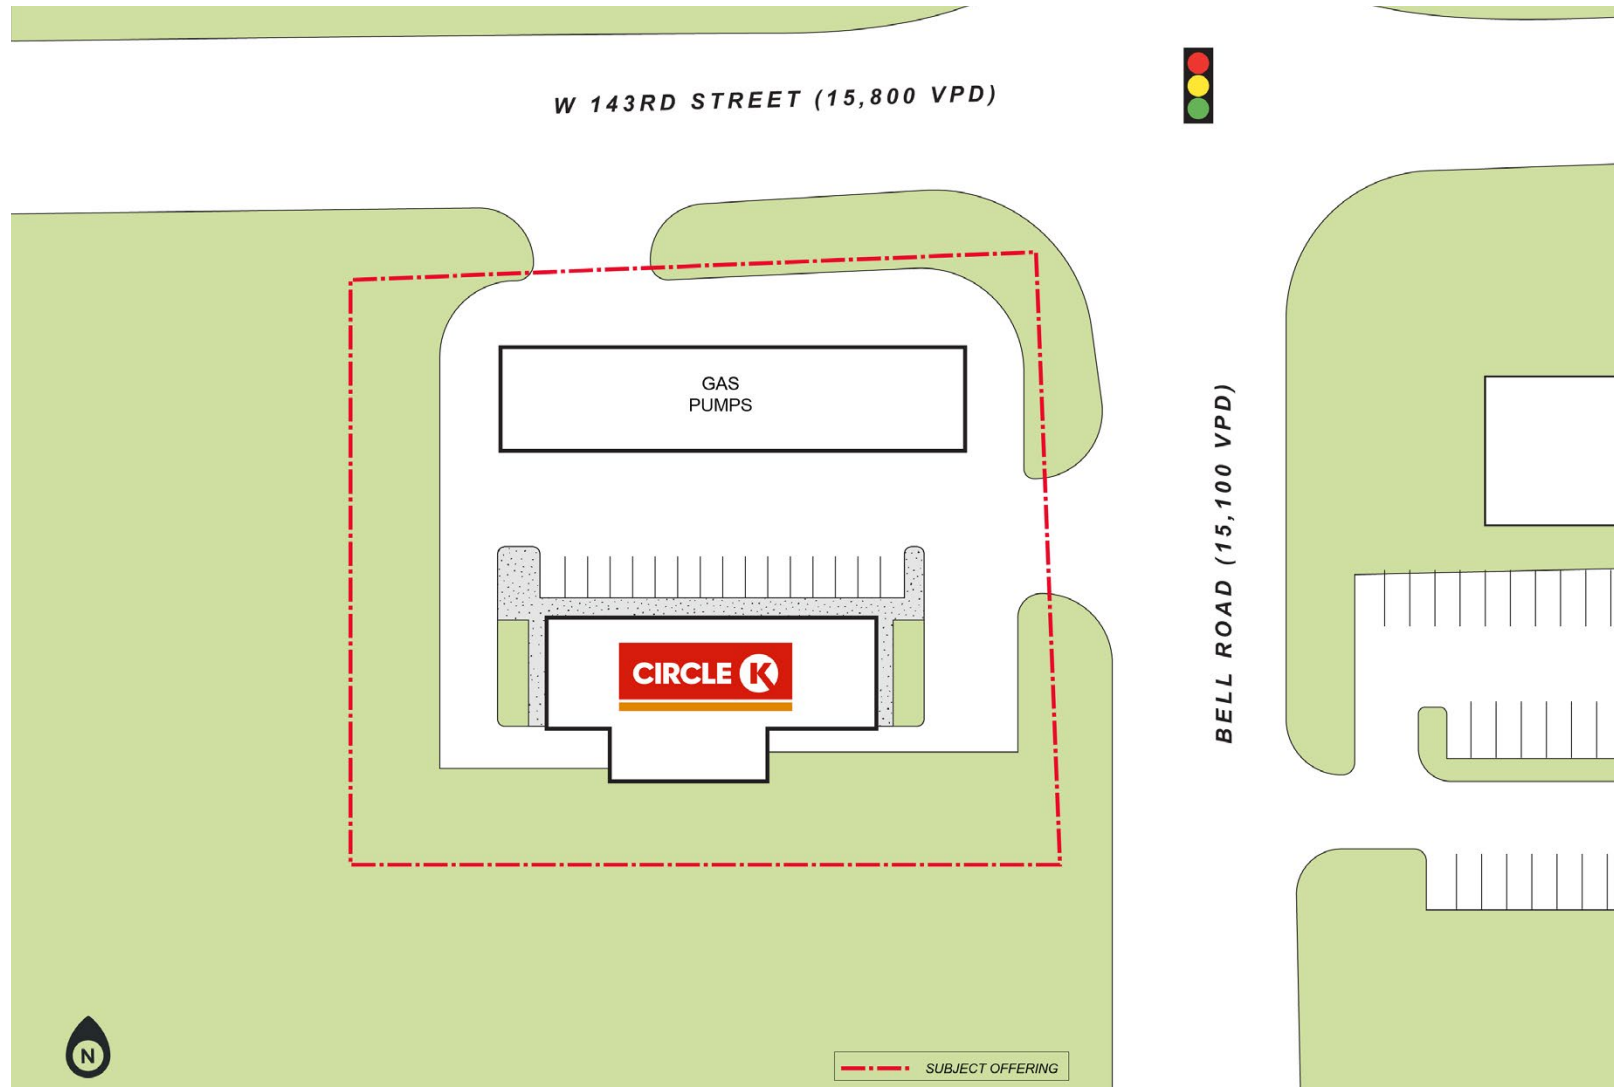 W 143RD STREET (15,800 VPD)
GAS
PUMPS
BELL ROAD (15,100 VPD)
CIRCLE K
N
SUBJECT OFFERING